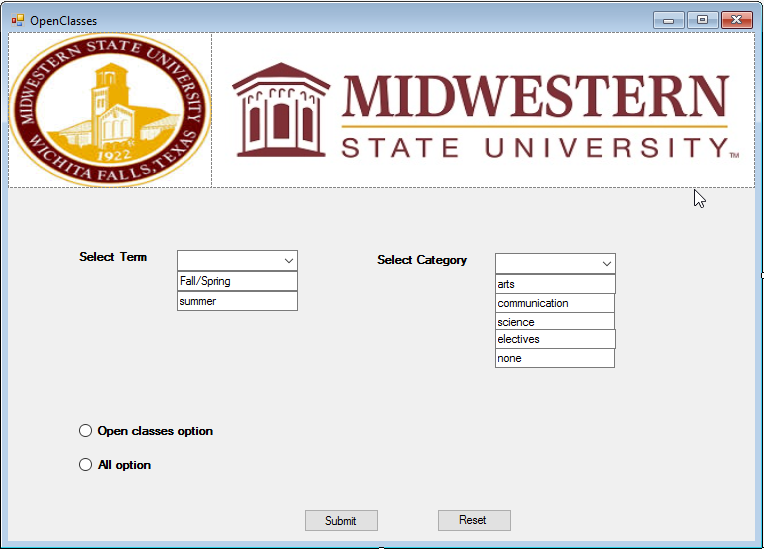 OpenClasses
MIDWESTERN STATE UNIVERSITY
1922
WICHITA FALLS, TEXAS
MIDWESTERN
STATE UNIVERSITY™
Select Term
Fall/Spring
summer
Select Category
arts
communication
science
electives
none
Open classes option
All option
Submit
Reset